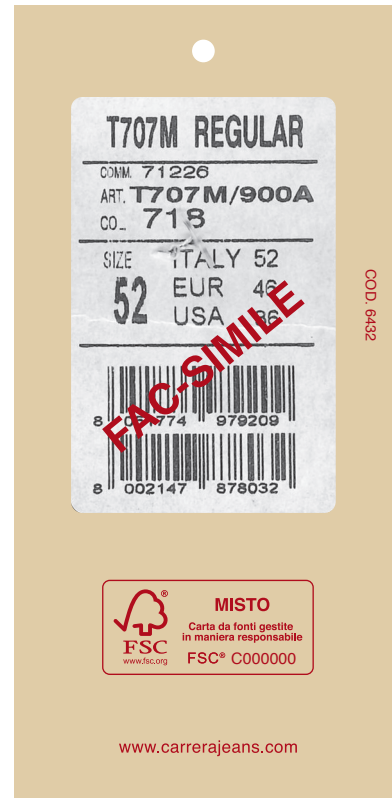 T707M REGULAR
COMM. 71226
ART. T707M/900A
CO_ 718
SIZE ITALY 52
52 EUR 46
USA
FAC-SIMILE
8 774 979209
8 002147 878032
COD. 6432
FSC®
www.fsc.org
MISTO
Carta da fonti gestite
in maniera responsabile
FSC® C000000
www.carrerajeans.com